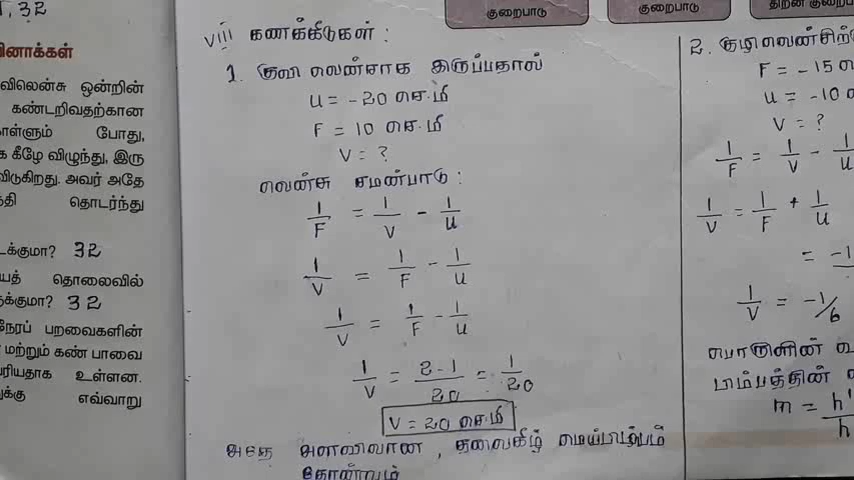 , 32
வினாக்கள்
விலென்சு ஒன்றின்
கண்டறிவதற்கான
போது,
கீழே விழுந்து, இரு
விடுகிறது. அவர் அதே
தொடர்ந்து
டக்குமா? 32
தொலைவில்
க்குமா? 32
நேரப் பறவைகளின்
மற்றும் கண் பாவை
உள்ளன.
எவ்வாறு
குறைபாடு
குறைபாடு
திறன் குறைபா
viii கணக்கீடுகள் :
1. குவி லென்சாக இருப்பதால்
u = -20 செ.மீ
F = 10 செ.மீ
V = ?
லென்சு சமன்பாடு :
1/F = 1/V - 1/u
1/V = 1/F - 1/u
1/V = 1/F - 1/u
1/V = 2-1/20 = 1/20
V = 20 செ.மீ
அதே அளவிலான , தலைகீழ் மெய்பிம்பம்
தோன்றும்
2. குழிலென்சிற்
F = -15
u = -10
V = ?
1/F = 1/V - 1/u
1/V = 1/F + 1/u
= -1
1/V = -1/6
பொருளின்
பிம்பத்தின்
m = h'/h